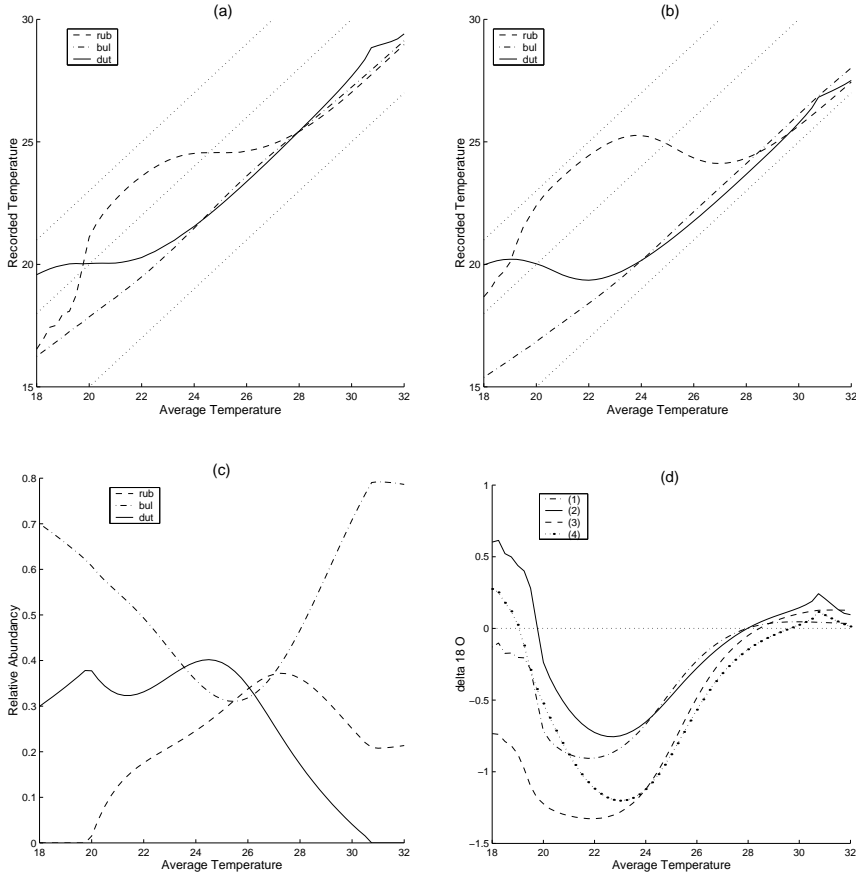 (a)
30
25
20
15
Recorded Temperature
rub
bul
dut
18 20 22 24 26 28 30 32
Average Temperature
(b)
30
25
20
15
Recorded Temperature
rub
bul
dut
18 20 22 24 26 28 30 32
Average Temperature
(c)
0.8
0.7
0.6
0.5
0.4
0.3
0.2
0.1
0
Relative Abundancy
rub
bul
dut
18 20 22 24 26 28 30 32
Average Temperature
(d)
1
0.5
0
−0.5
−1
−1.5
delta 18 O
(1)
(2)
(3)
(4)
18 20 22 24 26 28 30 32
Average Temperature